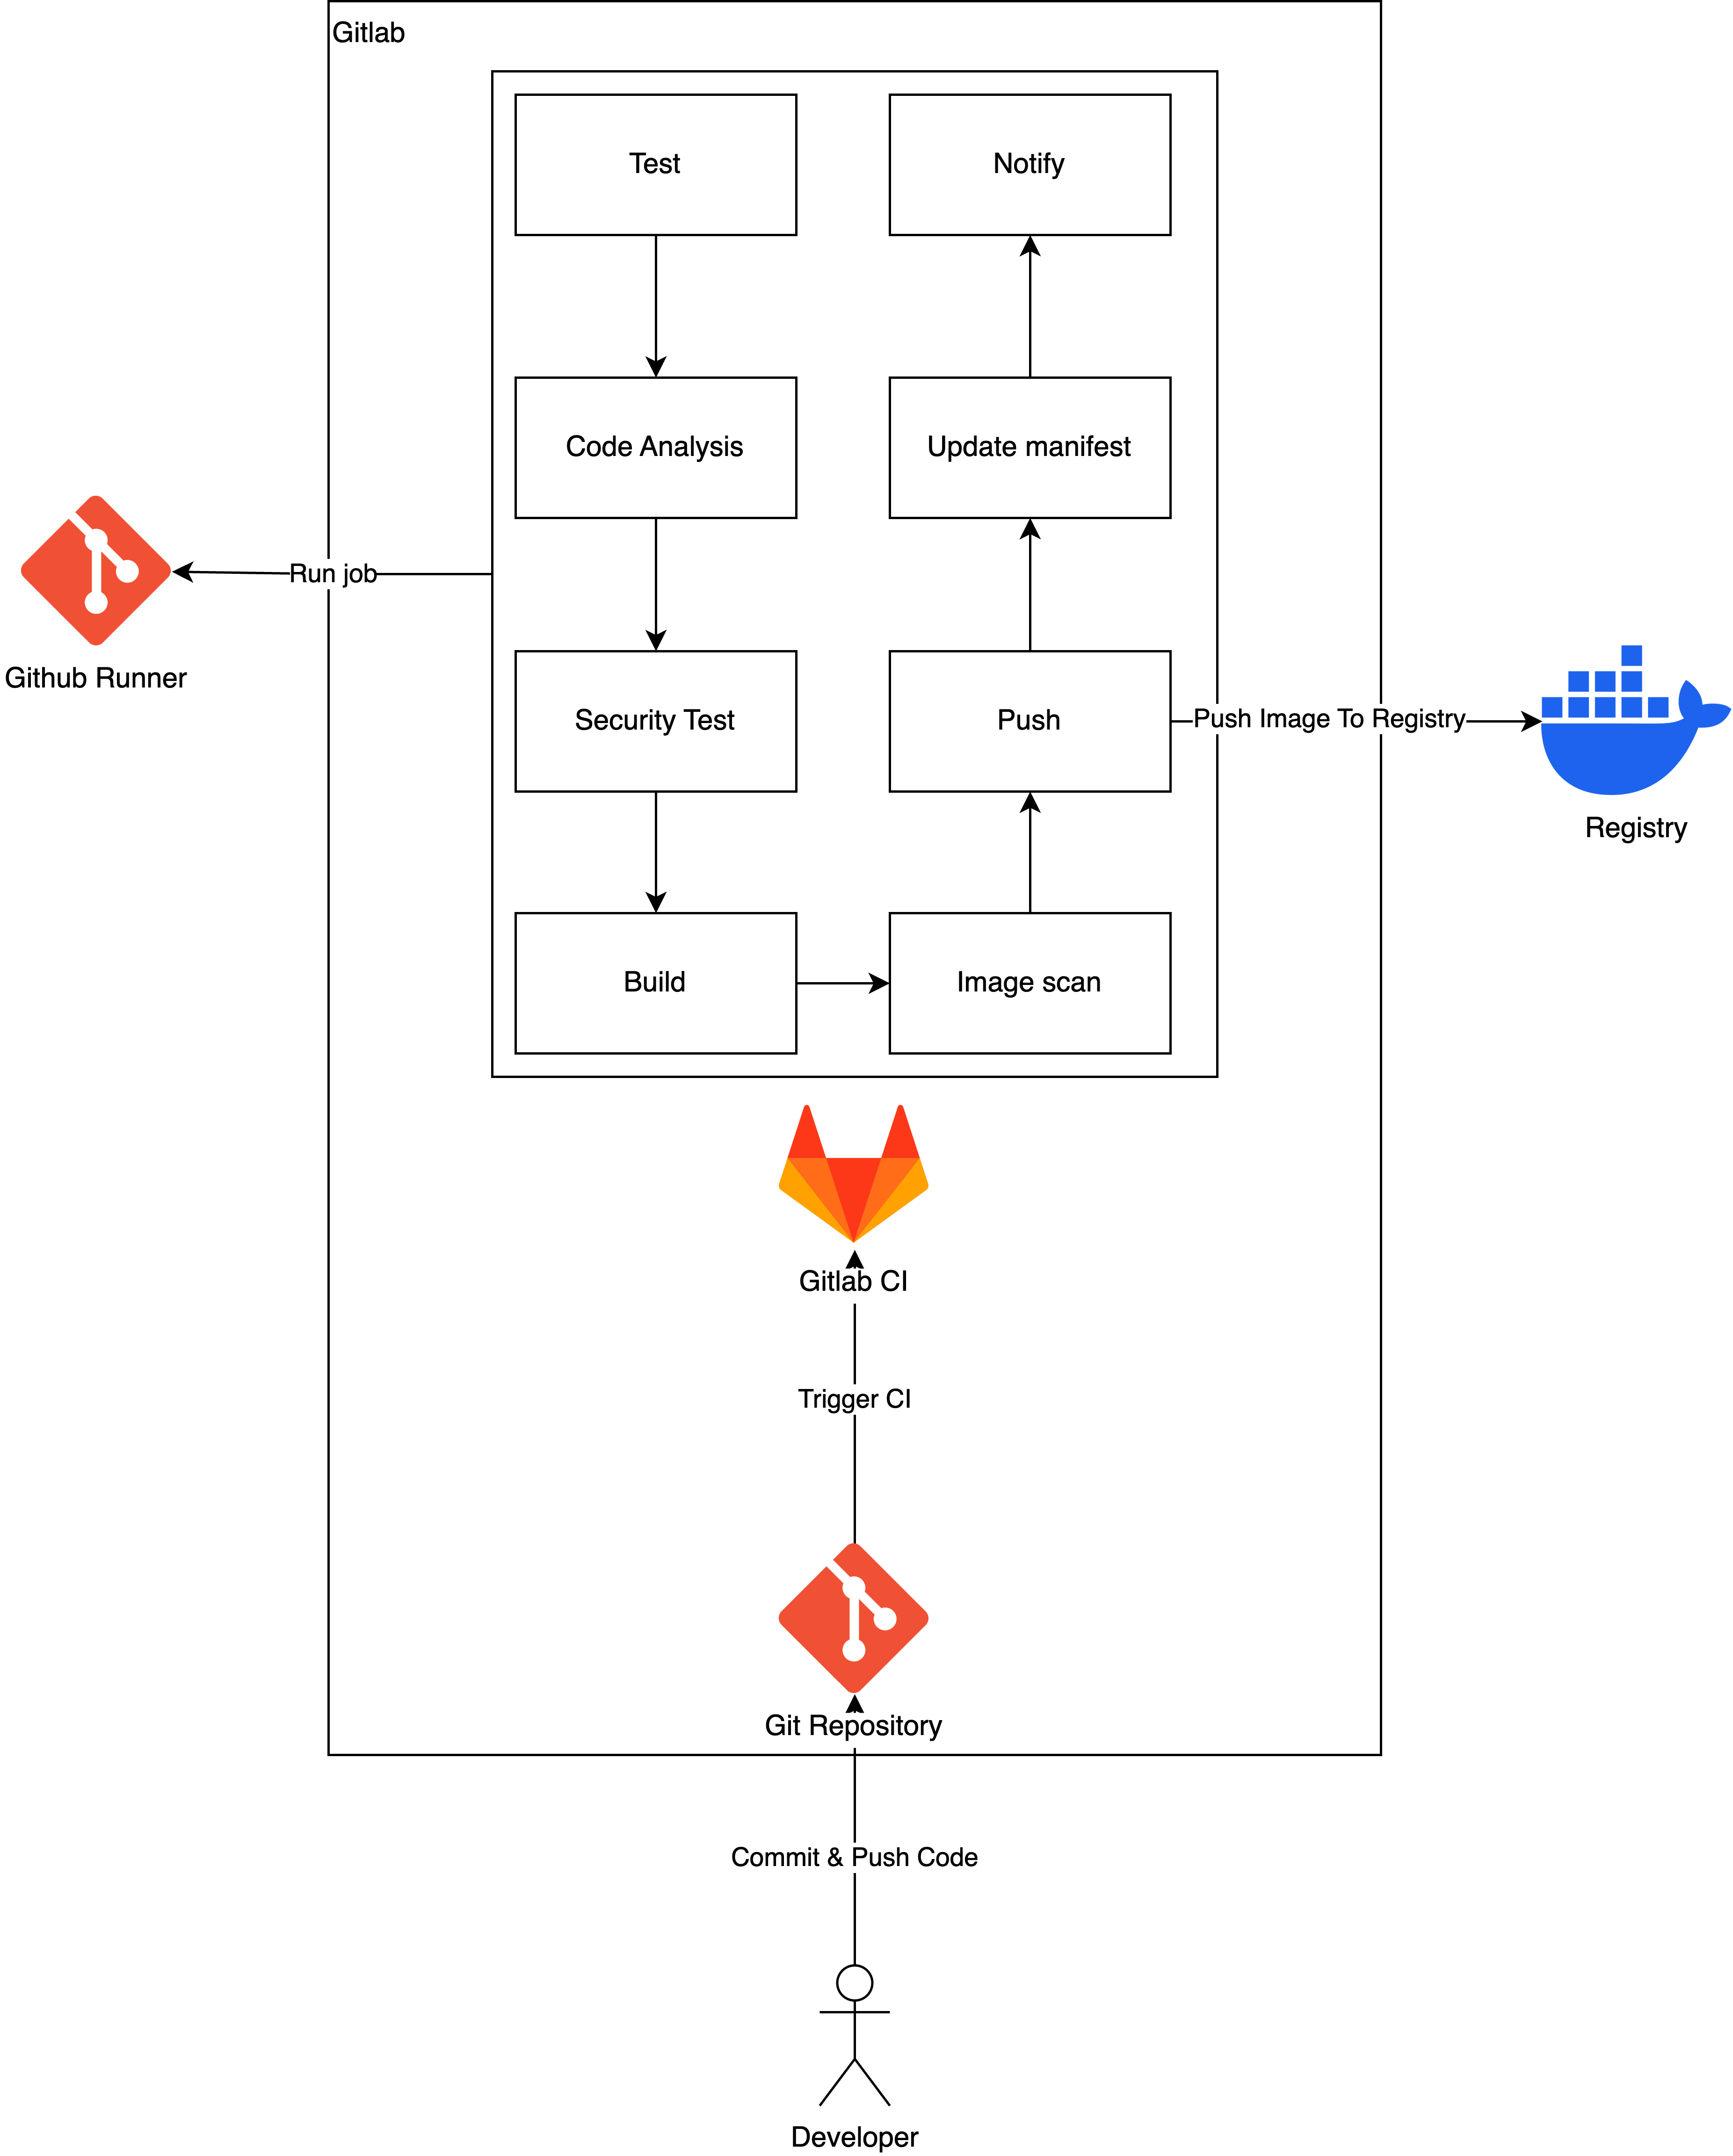 Gitlab
Test
Notify
Code Analysis
Update manifest
Run job
Github Runner
Security Test
Push
Push Image To Registry
Registry
Build
Image scan
Gitlab CI
Trigger CI
Git Repository
Commit & Push Code
Developer